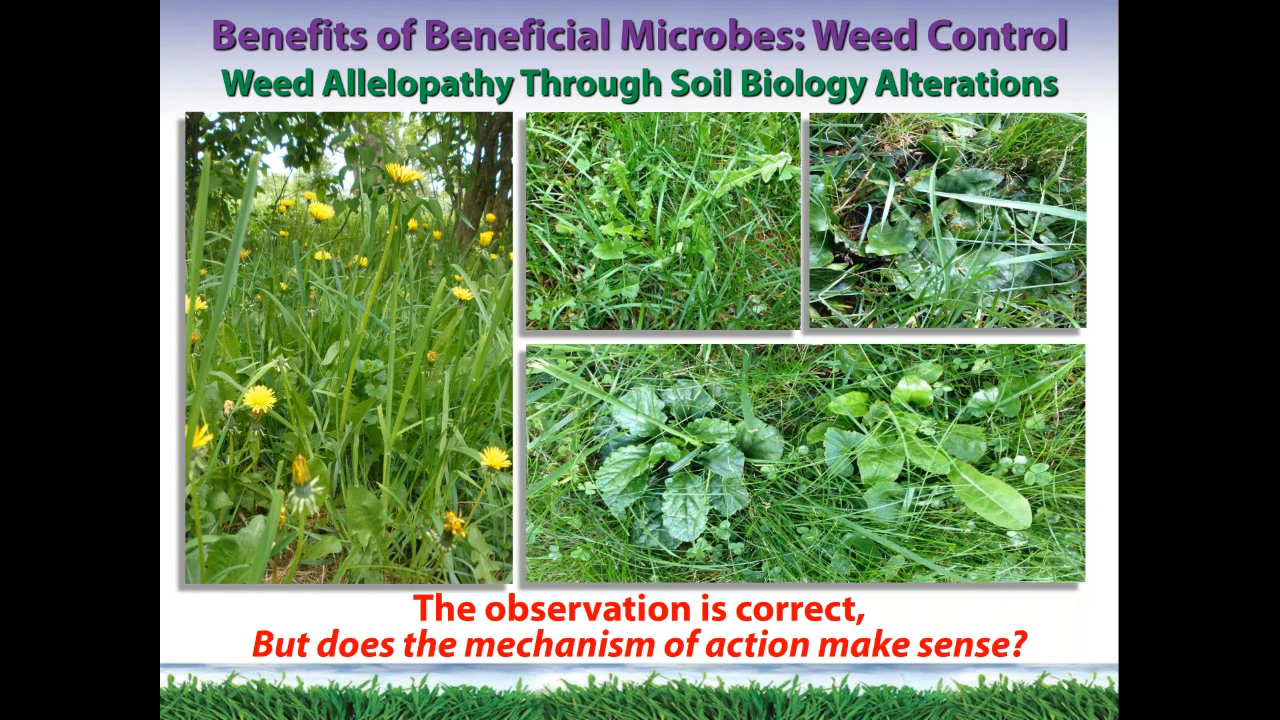 Benefits of Beneficial Microbes: Weed Control
Weed Allelopathy Through Soil Biology Alterations
The observation is correct,
But does the mechanism of action make sense?